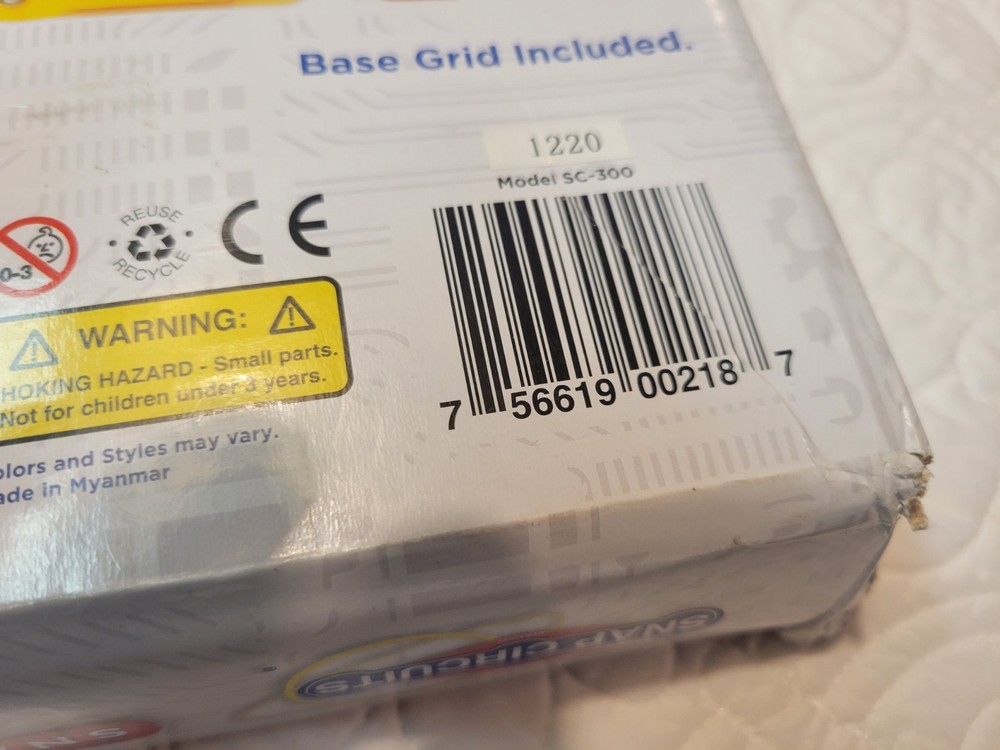 Base Grid Included.
1220
Model SC-300
0-3
REUSE
RECYCLE
CE
WARNING:
HOKING HAZARD - Small parts.
Not for children under 3 years.
olors and Styles may vary.
ade in Myanmar
7 56619 00218 7
SNAP CIRCUITS